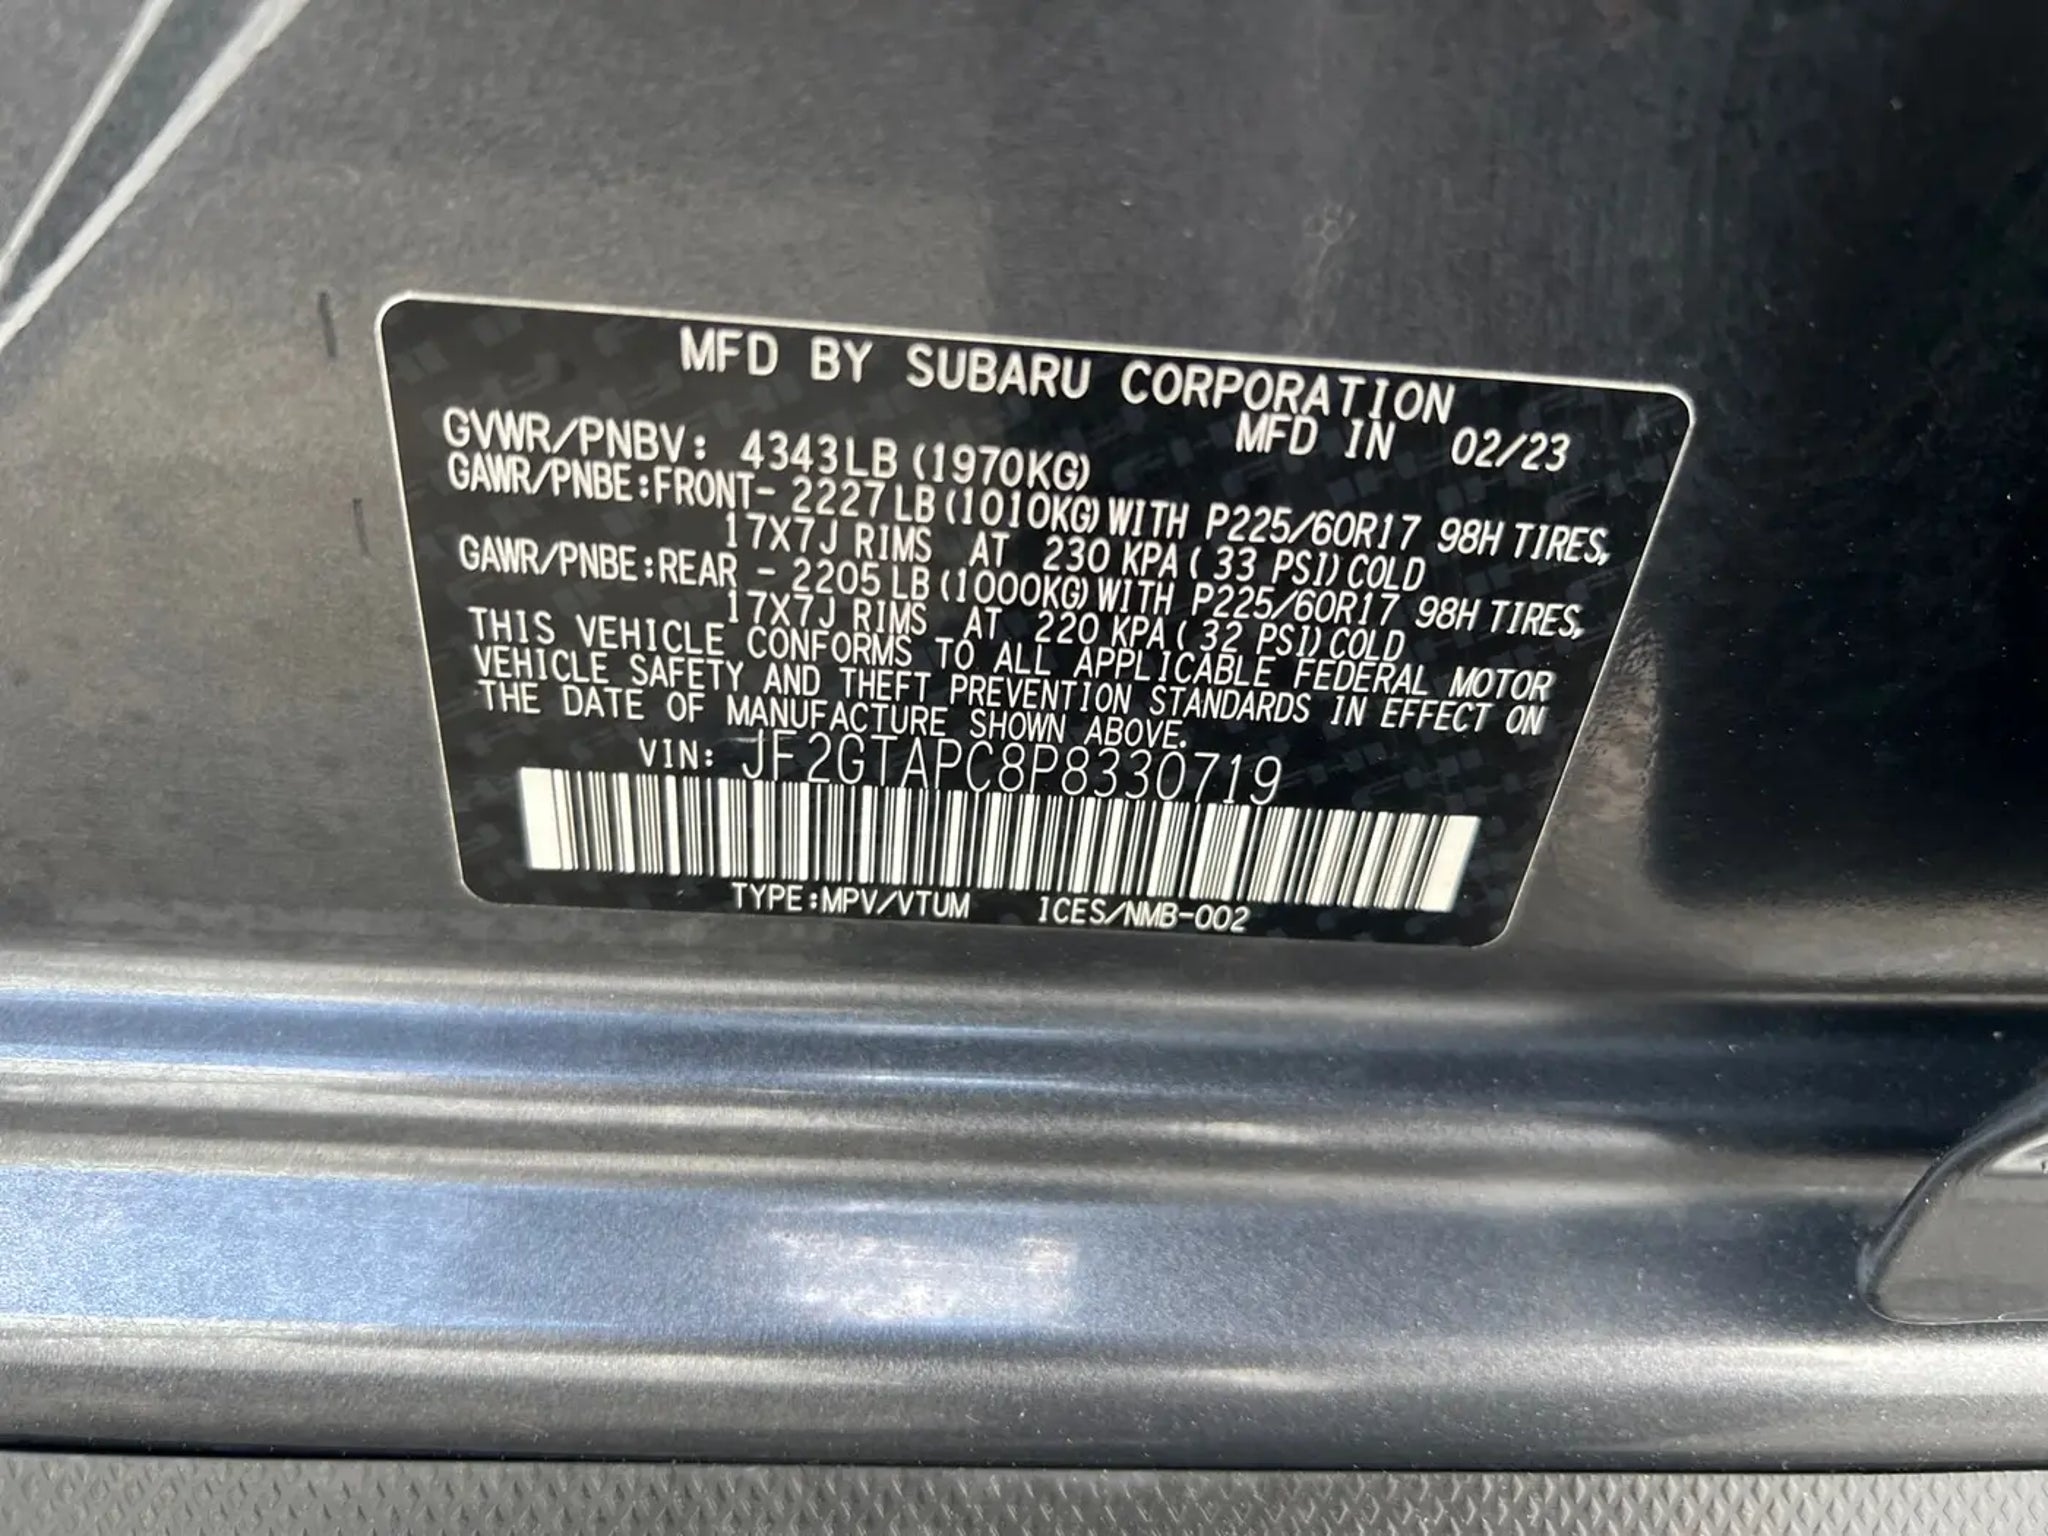 MFD BY SUBARU CORPORATION
GVWR/PNBV: 4343LB (1970KG) MFD IN 02/23
GAWR/PNBE:FRONT- 2227LB (1010KG) WITH P225/60R17 98H TIRES,
17X7J RIMS AT 230 KPA ( 33 PSI) COLD
GAWR/PNBE:REAR - 2205LB (1000KG) WITH P225/60R17 98H TIRES,
17X7J RIMS AT 220 KPA ( 32 PSI) COLD
THIS VEHICLE CONFORMS TO ALL APPLICABLE FEDERAL MOTOR
VEHICLE SAFETY AND THEFT PREVENTION STANDARDS IN EFFECT ON
THE DATE OF MANUFACTURE SHOWN ABOVE.
VIN: JF2GTAPC8P8330719
TYPE:MPV/VTUM ICES/NMB-002